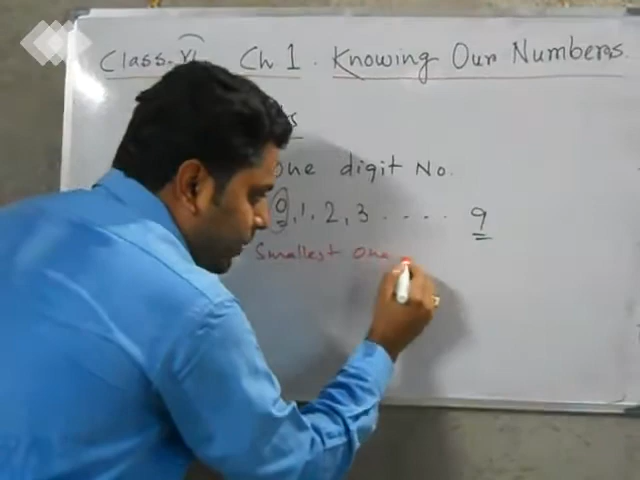 Class-VI Ch 1. Knowing Our Numbers.
one digit No.
0, 1, 2, 3 . . . . . 9
Smallest One